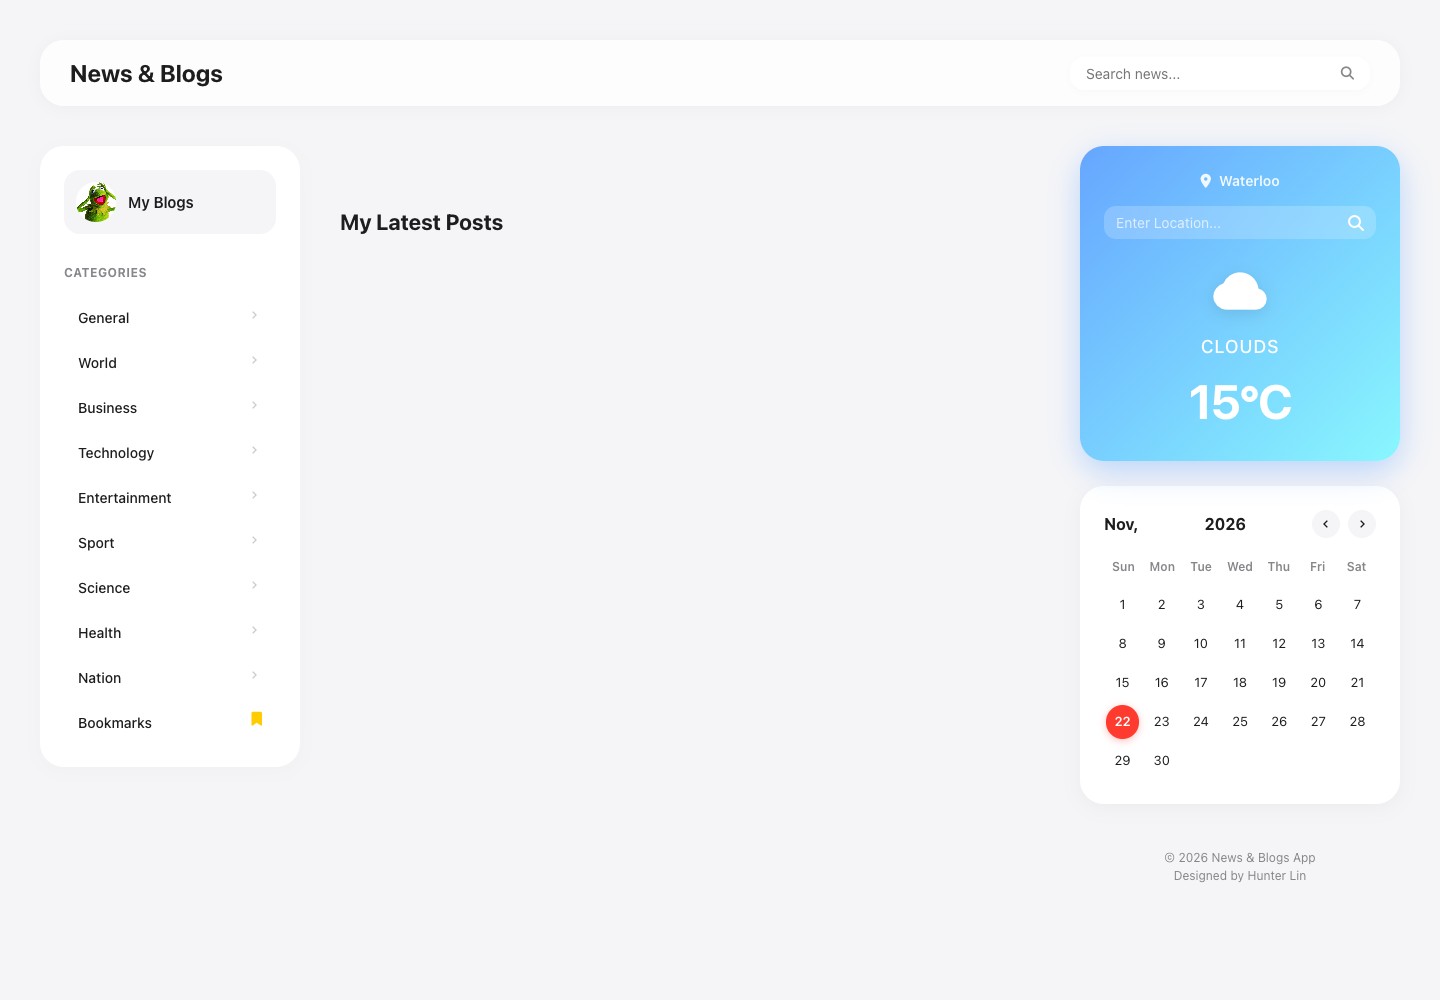 News & Blogs
Search news...
My Blogs
CATEGORIES
General
World
Business
Technology
Entertainment
Sport
Science
Health
Nation
Bookmarks
My Latest Posts
Waterloo
Enter Location...
CLOUDS
15°C
Nov, 2026
Sun Mon Tue Wed Thu Fri Sat
1 2 3 4 5 6 7
8 9 10 11 12 13 14
15 16 17 18 19 20 21
22 23 24 25 26 27 28
29 30
© 2026 News & Blogs App
Designed by Hunter Lin